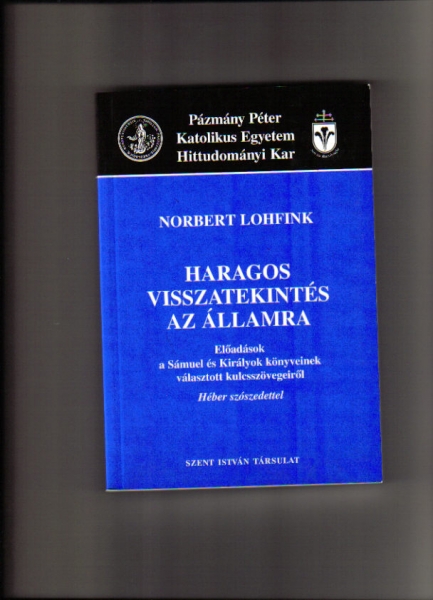 Pázmány Péter
Katolikus Egyetem
Hittudományi Kar
NORBERT LOHFINK
HARAGOS
VISSZATEKINTÉS
AZ ÁLLAMRA
Előadások
a Sámuel és Királyok könyveinek
választott kulcsszövegeiről
Héber szószedettel
SZENT ISTVÁN TÁRSULAT